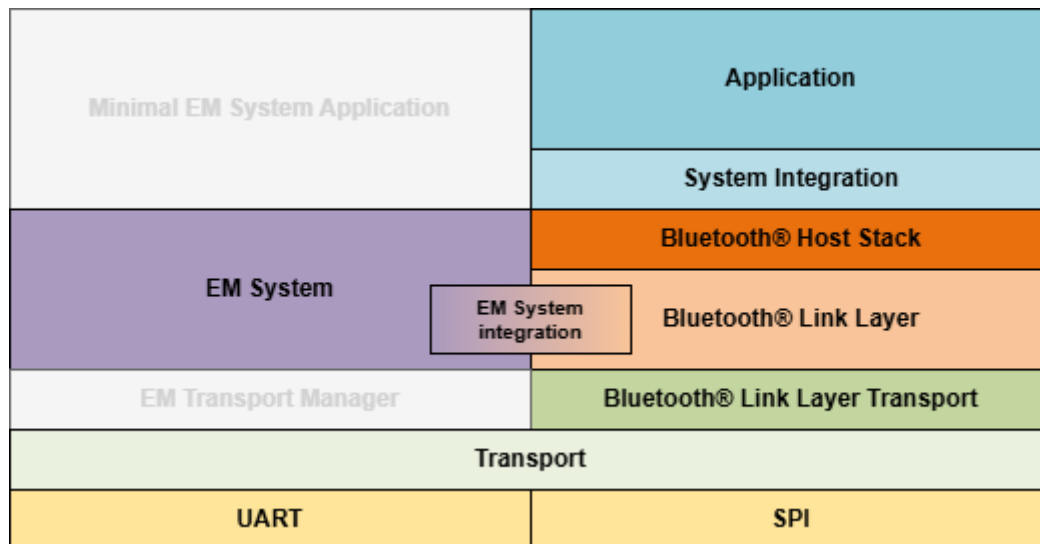 Minimal EM System Application
Application
System Integration
EM System
Bluetooth® Host Stack
EM System
integration
Bluetooth® Link Layer
EM Transport Manager
Bluetooth® Link Layer Transport
Transport
UART
SPI